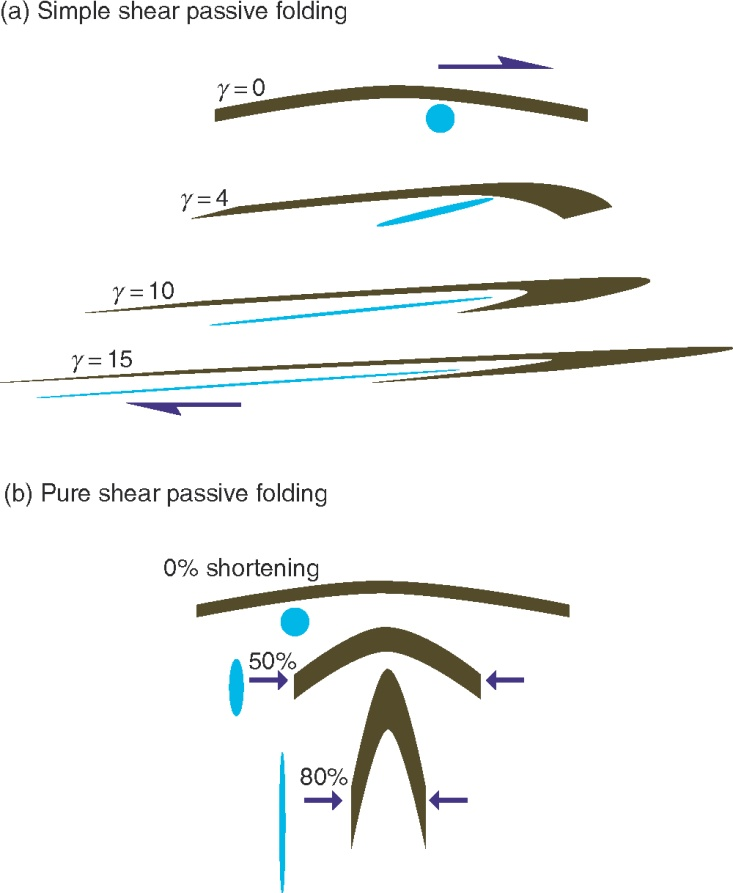 (a) Simple shear passive folding
γ = 0
γ = 4
γ = 10
γ = 15
(b) Pure shear passive folding
0% shortening
50%
80%